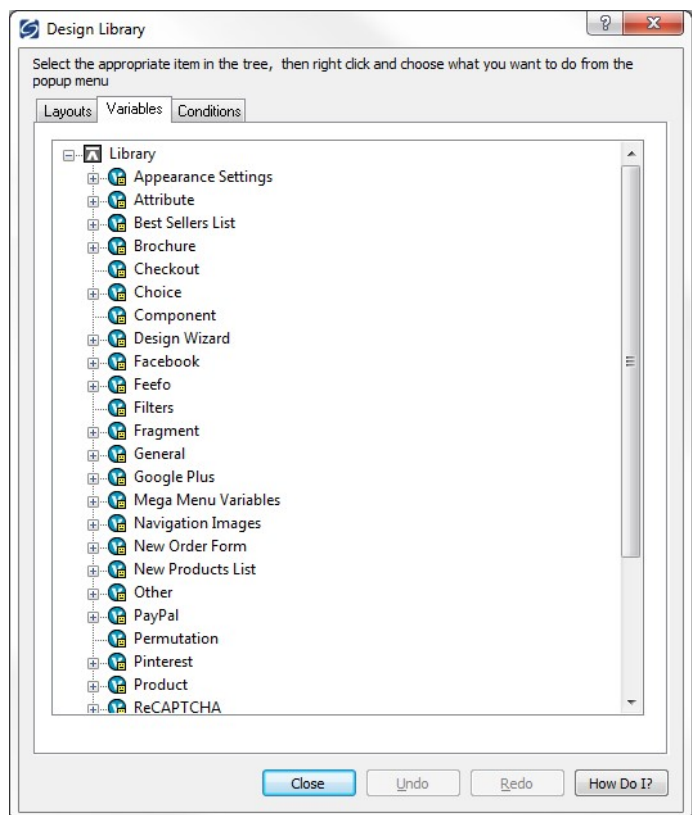 Design Library
Select the appropriate item in the tree, then right click and choose what you want to do from the
popup menu
Layouts Variables Conditions
Library
Appearance Settings
Attribute
Best Sellers List
Brochure
Checkout
Choice
Component
Design Wizard
Facebook
Feefo
Filters
Fragment
General
Google Plus
Mega Menu Variables
Navigation Images
New Order Form
New Products List
Other
PayPal
Permutation
Pinterest
Product
ReCAPTCHA
Close Undo Redo How Do I?